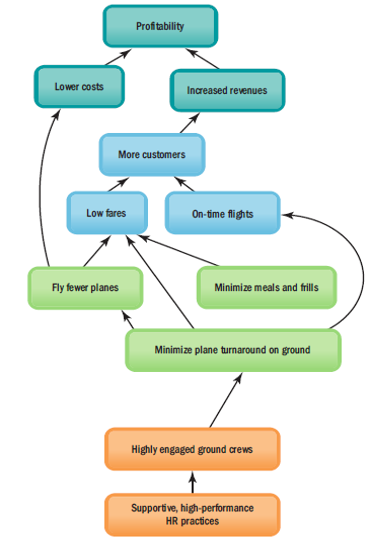 Profitability
Lower costs
Increased revenues
More customers
Low fares
On-time flights
Fly fewer planes
Minimize meals and frills
Minimize plane turnaround on ground
Highly engaged ground crews
Supportive, high-performance
HR practices